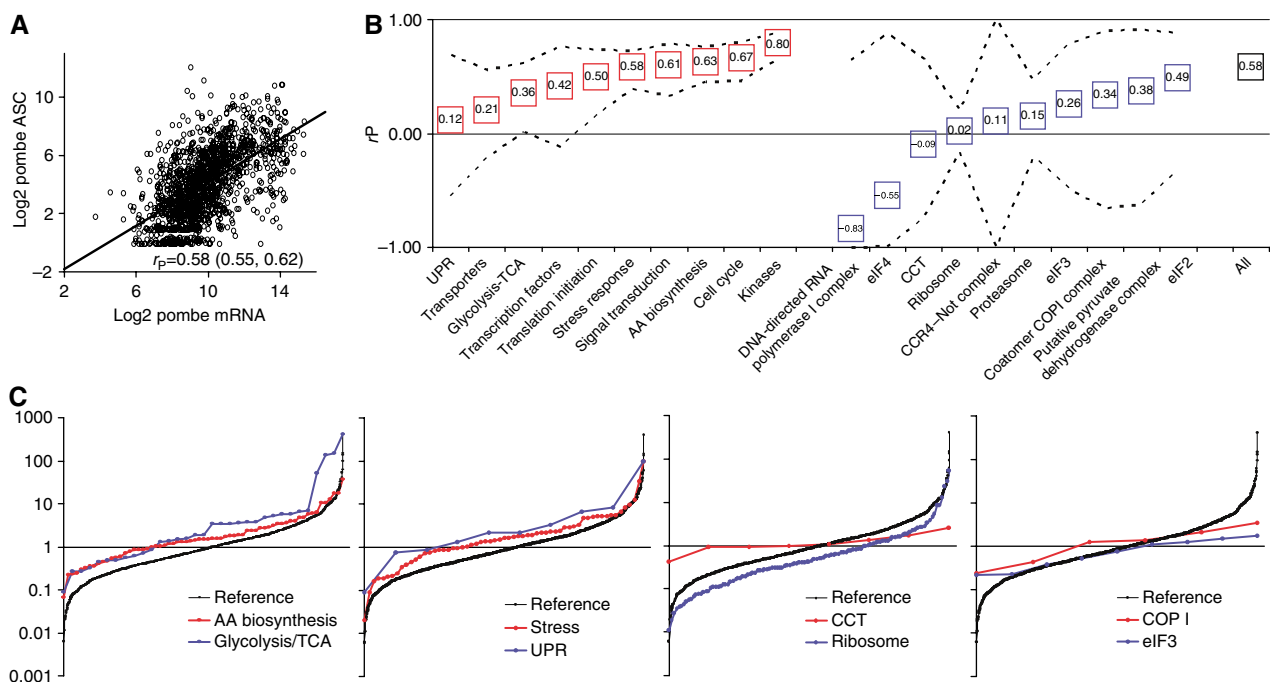 A
10
6
2
−2
2
6
10
14
Log2 pombe ASC
Log2 pombe mRNA
rP=0.58 (0.55, 0.62)
B
1.00
0.00
−1.00
rP
0.12
0.21
0.36
0.42
0.50
0.58
0.61
0.63
0.67
0.80
−0.83
−0.55
−0.09
0.02
0.11
0.15
0.26
0.34
0.38
0.49
0.58
UPR
Transporters
Glycolysis-TCA
Transcription factors
Translation initiation
Stress response
Signal transduction
AA biosynthesis
Cell cycle
Kinases
DNA-directed RNA
polymerase I complex
eIF4
CCT
Ribosome
CCR4–Not complex
Proteasome
eIF3
Coatomer COPI complex
Putative pyruvate
dehydrogenase complex
eIF2
All
C
1000
100
10
1
0.1
0.01
0.001
Reference
AA biosynthesis
Glycolysis/TCA
Reference
Stress
UPR
Reference
CCT
Ribosome
Reference
COP I
eIF3